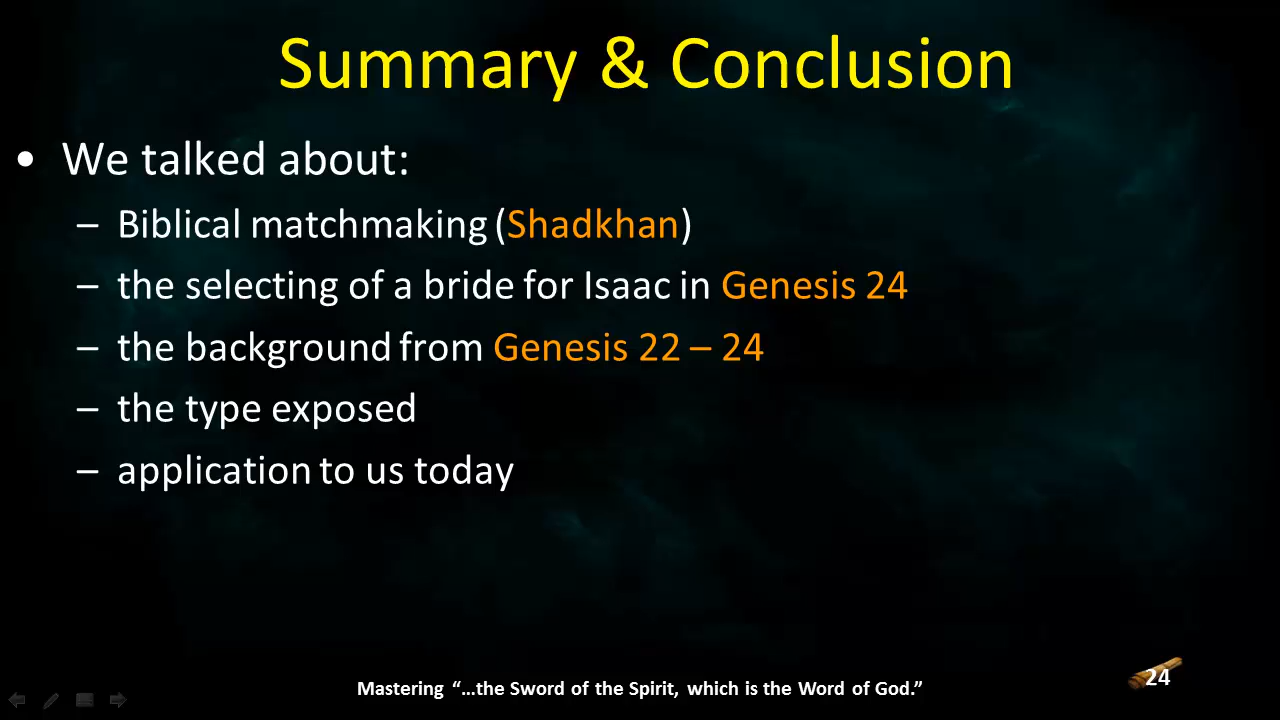 Summary & Conclusion
• We talked about:
– Biblical matchmaking (Shadkhan)
– the selecting of a bride for Isaac in Genesis 24
– the background from Genesis 22 – 24
– the type exposed
– application to us today
Mastering “…the Sword of the Spirit, which is the Word of God.”
24